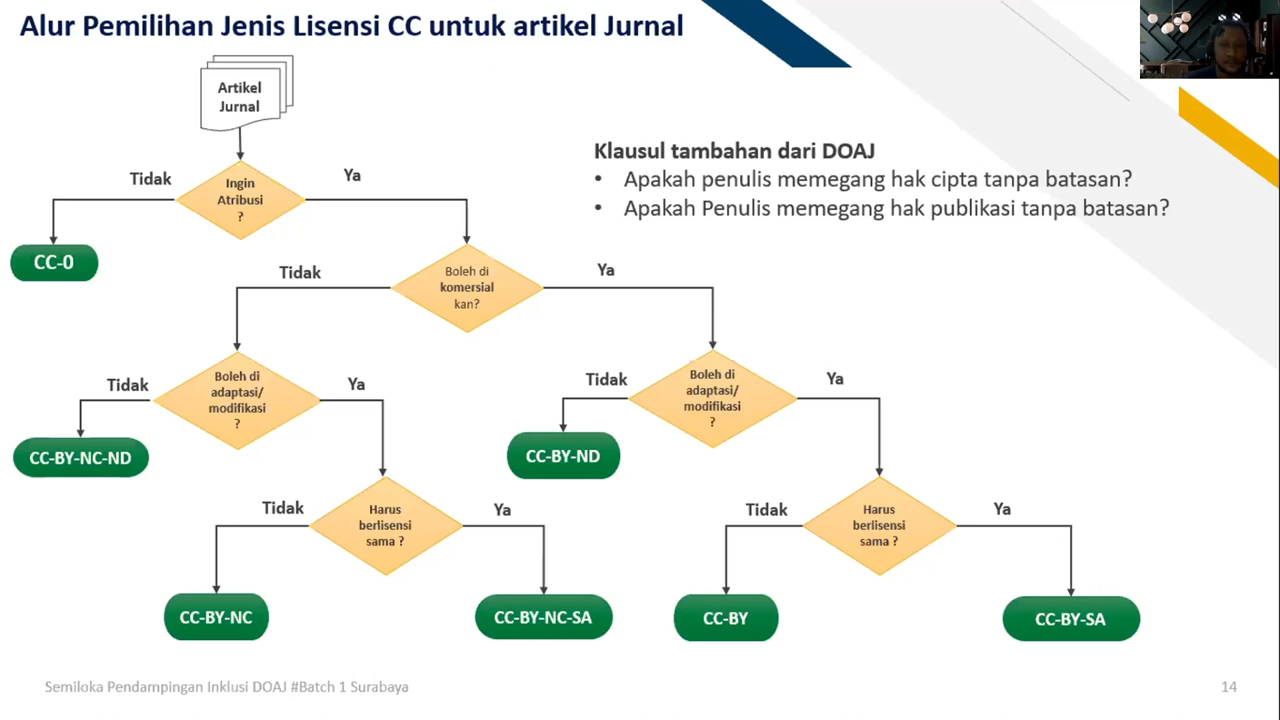 Alur Pemilihan Jenis Lisensi CC untuk artikel Jurnal
Artikel
Jurnal
Klausul tambahan dari DOAJ
• Apakah penulis memegang hak cipta tanpa batasan?
• Apakah Penulis memegang hak publikasi tanpa batasan?
Tidak
Ingin
Atribusi
?
Ya
CC-0
Tidak
Boleh di
komersial
kan?
Ya
Tidak
Boleh di
adaptasi/
modifikasi
?
Ya
Tidak
Boleh di
adaptasi/
modifikasi
?
Ya
CC-BY-NC-ND
CC-BY-ND
Tidak
Harus
berlisensi
sama ?
Ya
Tidak
Harus
berlisensi
sama ?
Ya
CC-BY-NC
CC-BY-NC-SA
CC-BY
CC-BY-SA
Semiloka Pendampingan Inklusi DOAJ #Batch 1 Surabaya
14